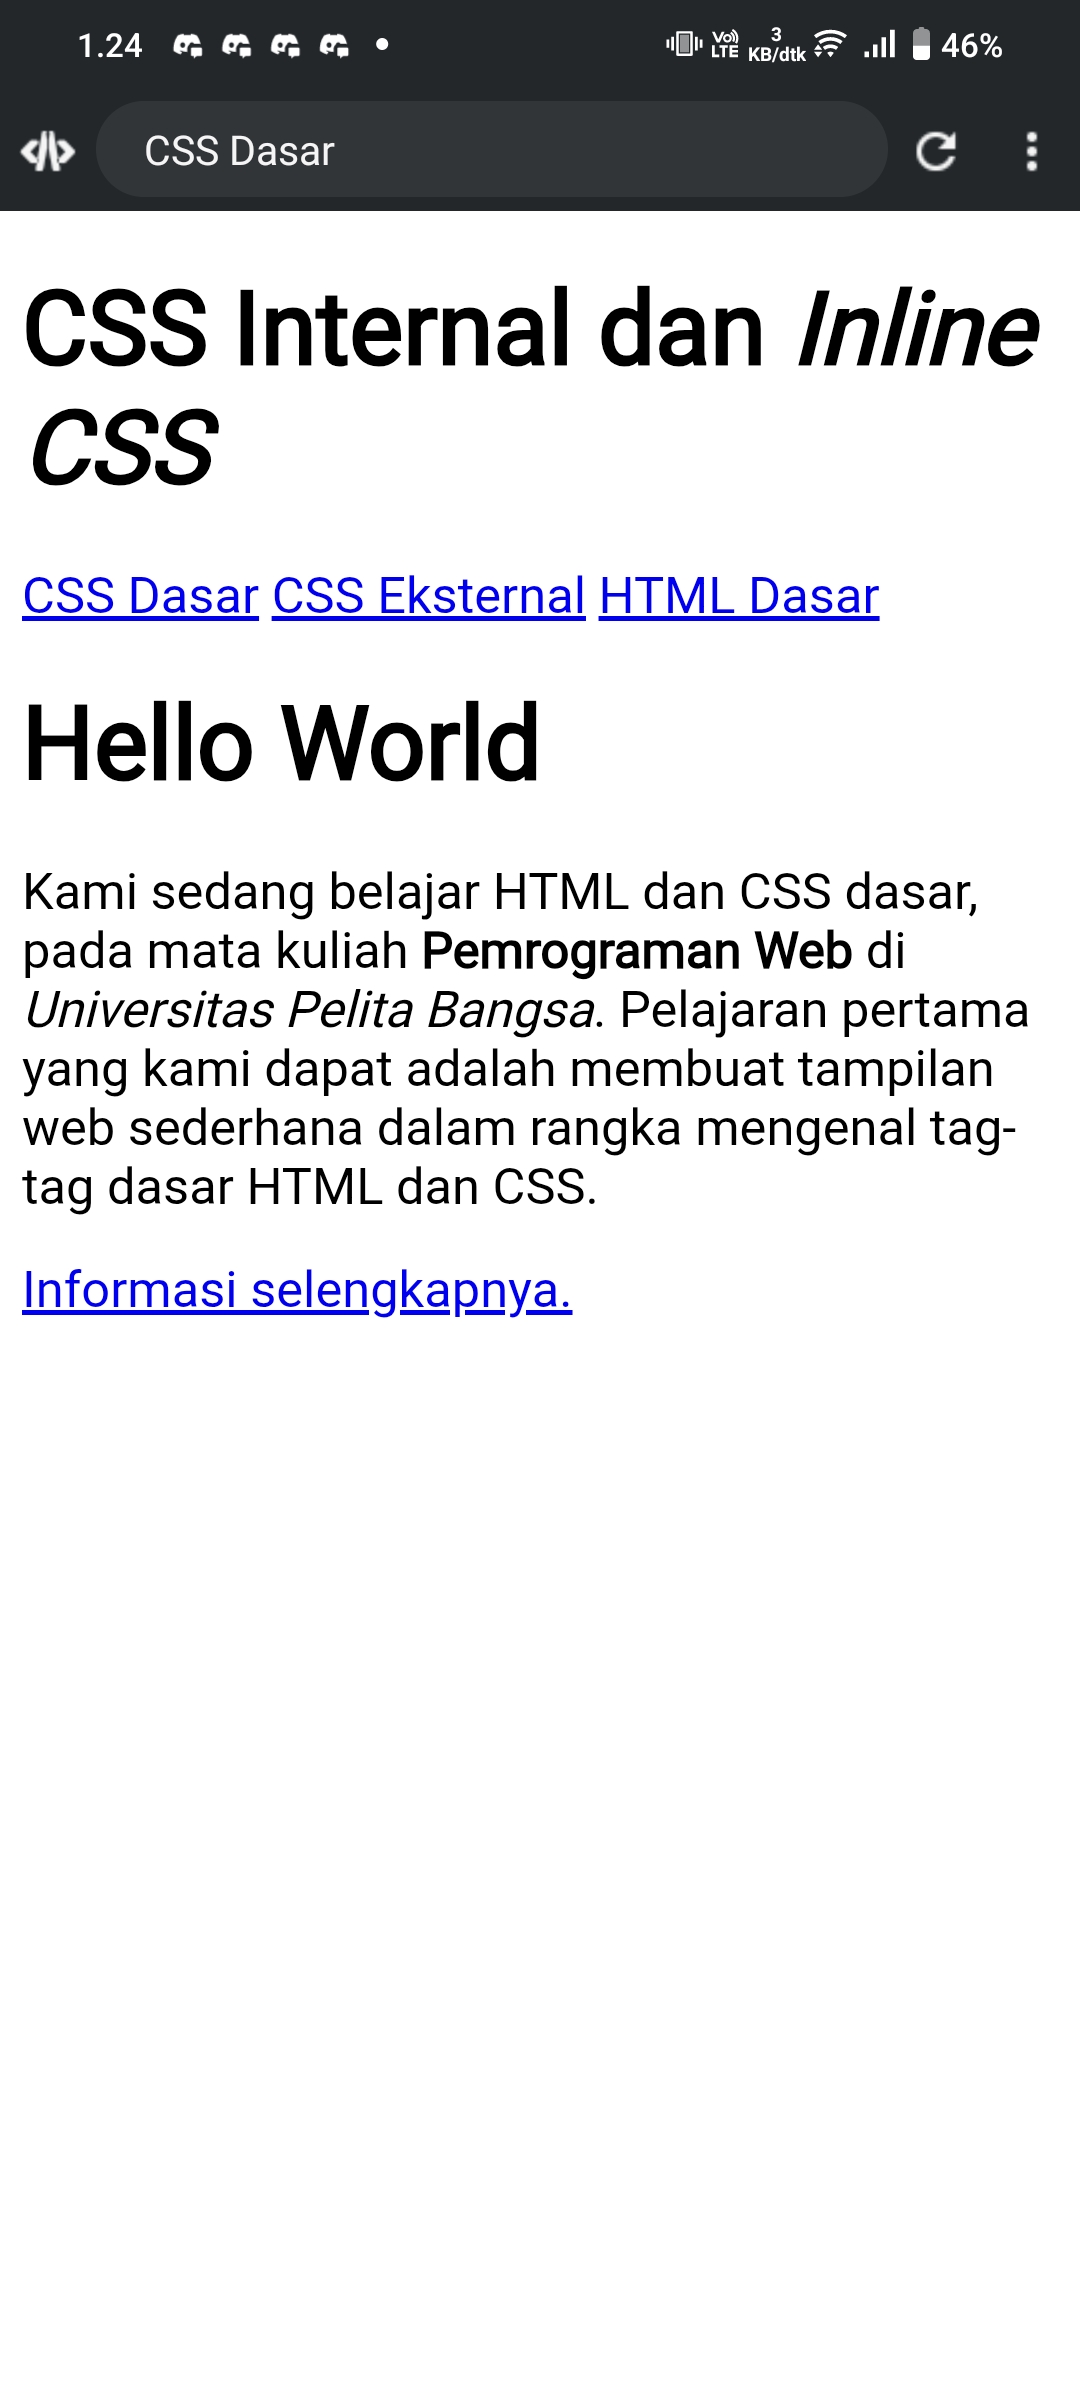 1.24
Vo)) LTE
3 KB/dtk
46%
CSS Dasar
CSS Internal dan Inline
CSS
CSS Dasar CSS Eksternal HTML Dasar
Hello World
Kami sedang belajar HTML dan CSS dasar,
pada mata kuliah Pemrograman Web di
Universitas Pelita Bangsa. Pelajaran pertama
yang kami dapat adalah membuat tampilan
web sederhana dalam rangka mengenal tag-
tag dasar HTML dan CSS.
Informasi selengkapnya.